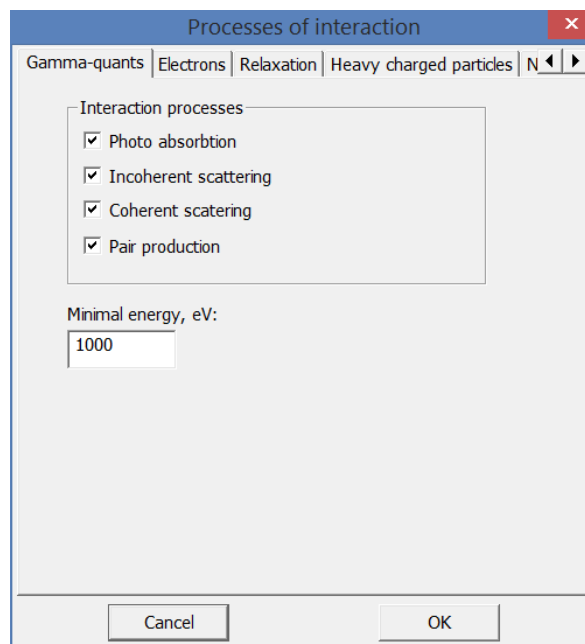 Processes of interaction
Gamma-quants Electrons Relaxation Heavy charged particles N
Interaction processes
Photo absorbtion
Incoherent scattering
Coherent scatering
Pair production
Minimal energy, eV:
1000
Cancel OK